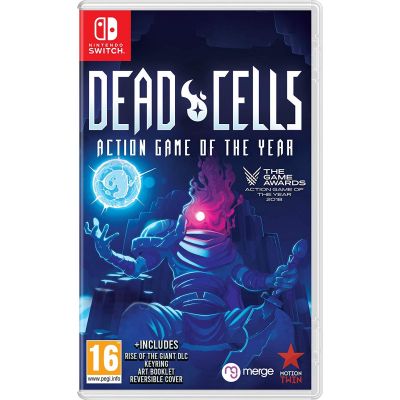 NINTENDO
SWITCH™
DEAD CELLS
ACTION GAME OF THE YEAR
THE
GAME
AWARDS
ACTION GAME OF
THE YEAR
2018
+INCLUDES
RISE OF THE GIANT DLC
KEYRING
ART BOOKLET
REVERSIBLE COVER
16
www.pegi.info
merge
MOTION
TWIN